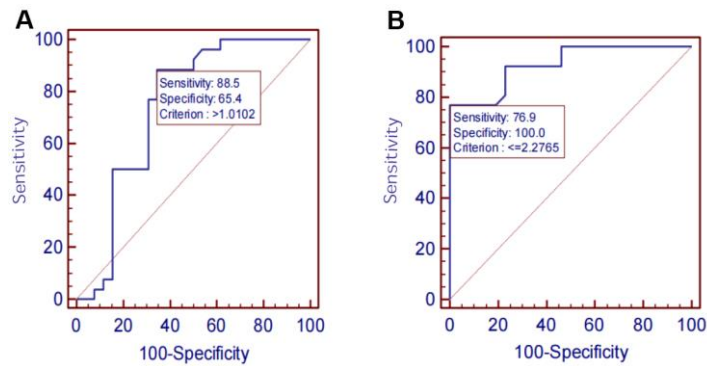 A
100
80
60
40
20
0
Sensitivity
Sensitivity: 88.5
Specificity: 65.4
Criterion : >1.0102
0 20 40 60 80 100
100-Specificity
B
100
80
60
40
20
0
Sensitivity
Sensitivity: 76.9
Specificity: 100.0
Criterion : <=2.2765
0 20 40 60 80 100
100-Specificity